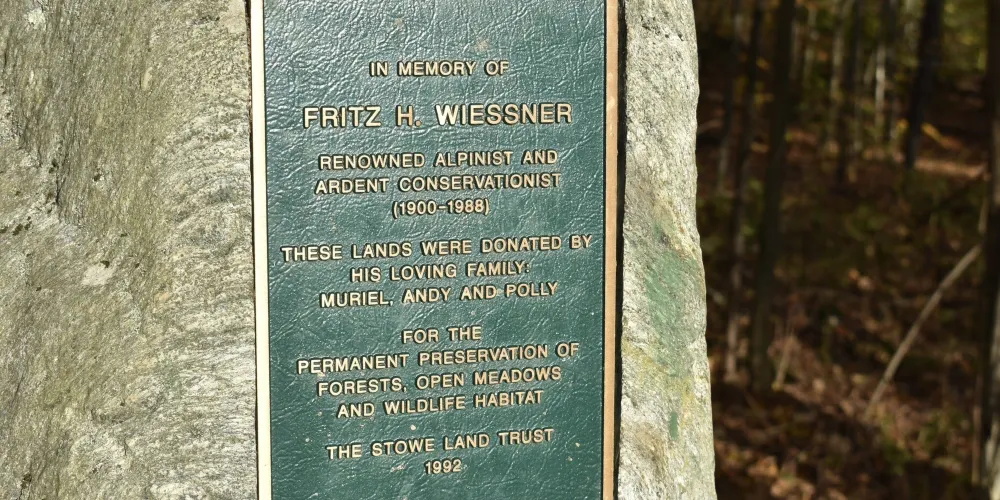 IN MEMORY OF
FRITZ H. WIESSNER
RENOWNED ALPINIST AND
ARDENT CONSERVATIONIST
(1900-1988)
THESE LANDS WERE DONATED BY
HIS LOVING FAMILY:
MURIEL, ANDY AND POLLY
FOR THE
PERMANENT PRESERVATION OF
FORESTS, OPEN MEADOWS
AND WILDLIFE HABITAT
THE STOWE LAND TRUST
1992